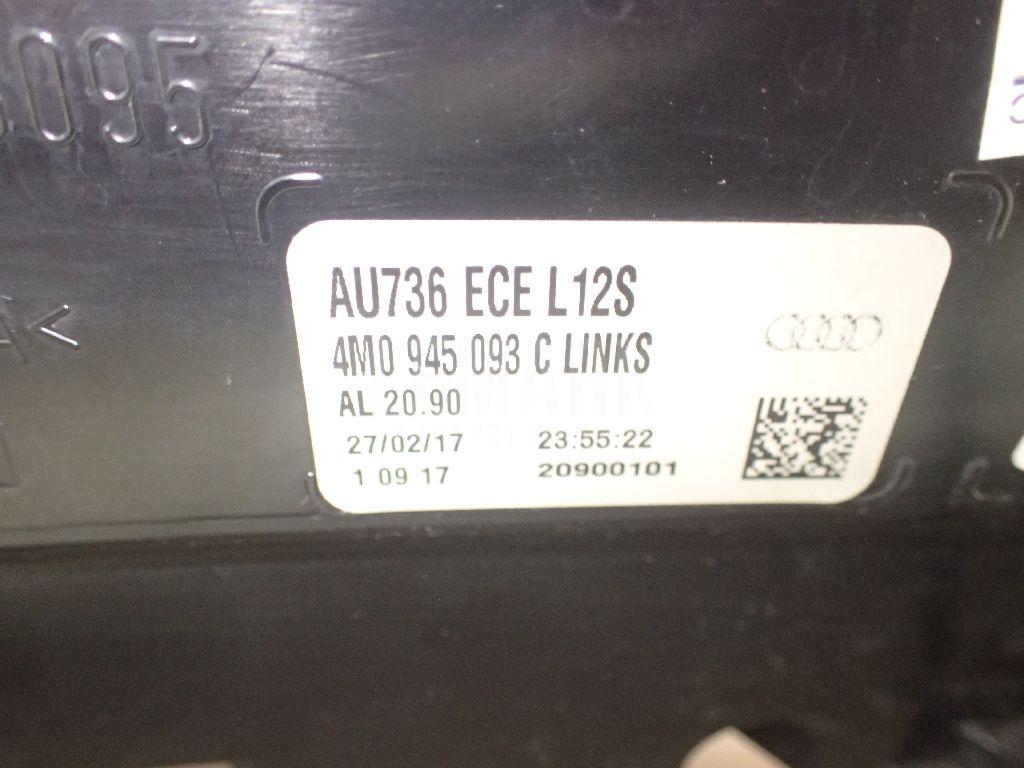 095
AU736 ECE L12S
4M0 945 093 C LINKS
AL 20.90
27/02/17 23:55:22
1 09 17 20900101